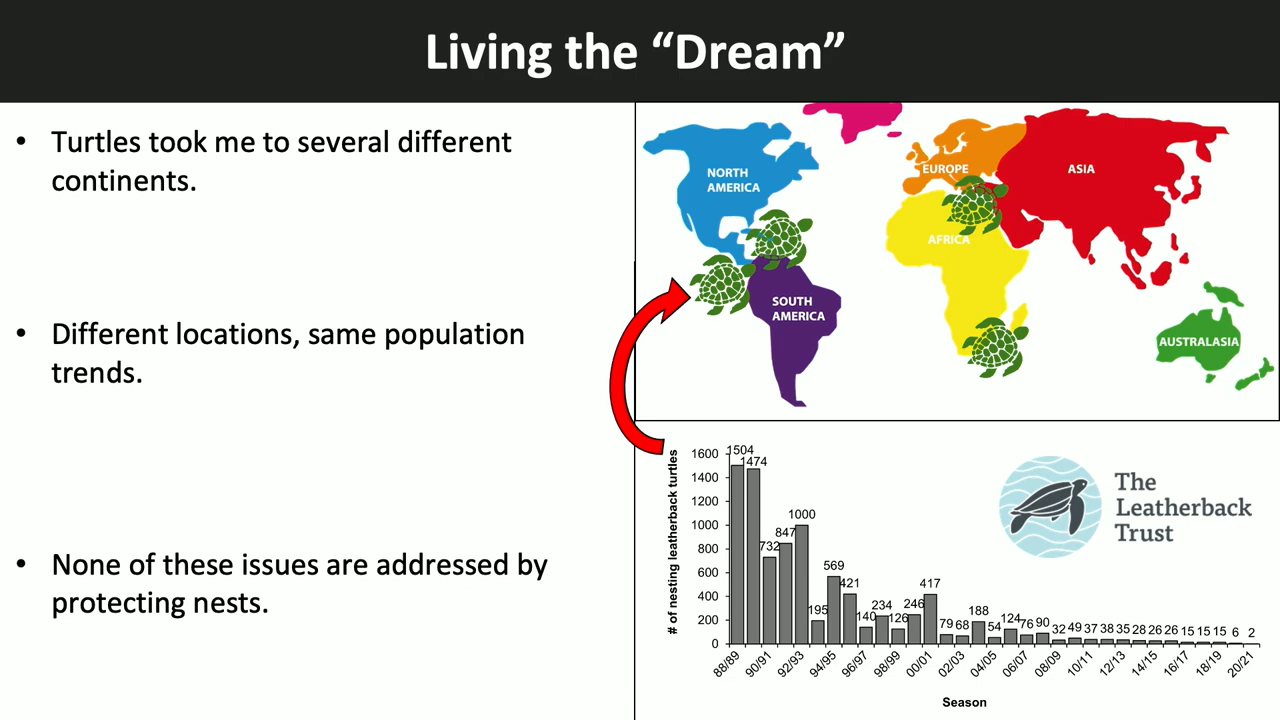 Living the “Dream”
• Turtles took me to several different
continents.
• Different locations, same population
trends.
• None of these issues are addressed by
protecting nests.
NORTH
AMERICA
EUROPE
ASIA
AFRICA
SOUTH
AMERICA
AUSTRALASIA
# of nesting leatherback turtles
1600
1400
1200
1000
800
600
400
200
0
1504
1474
732
847
1000
195
569
421
140
234
126
246
417
79
68
188
54
124
76
90
32
49
37
38
35
28
26
26
15
15
15
6
2
88/89
90/91
92/93
94/95
96/97
98/99
00/01
02/03
04/05
06/07
08/09
10/11
12/13
14/15
16/17
18/19
20/21
Season
The
Leatherback
Trust